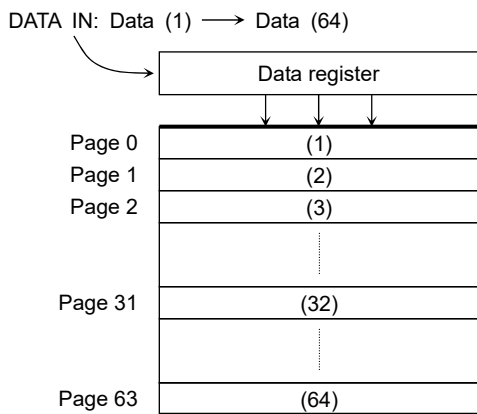 DATA IN: Data (1) Data (64)
Data register
Page 0 (1)
Page 1 (2)
Page 2 (3)
Page 31 (32)
Page 63 (64)